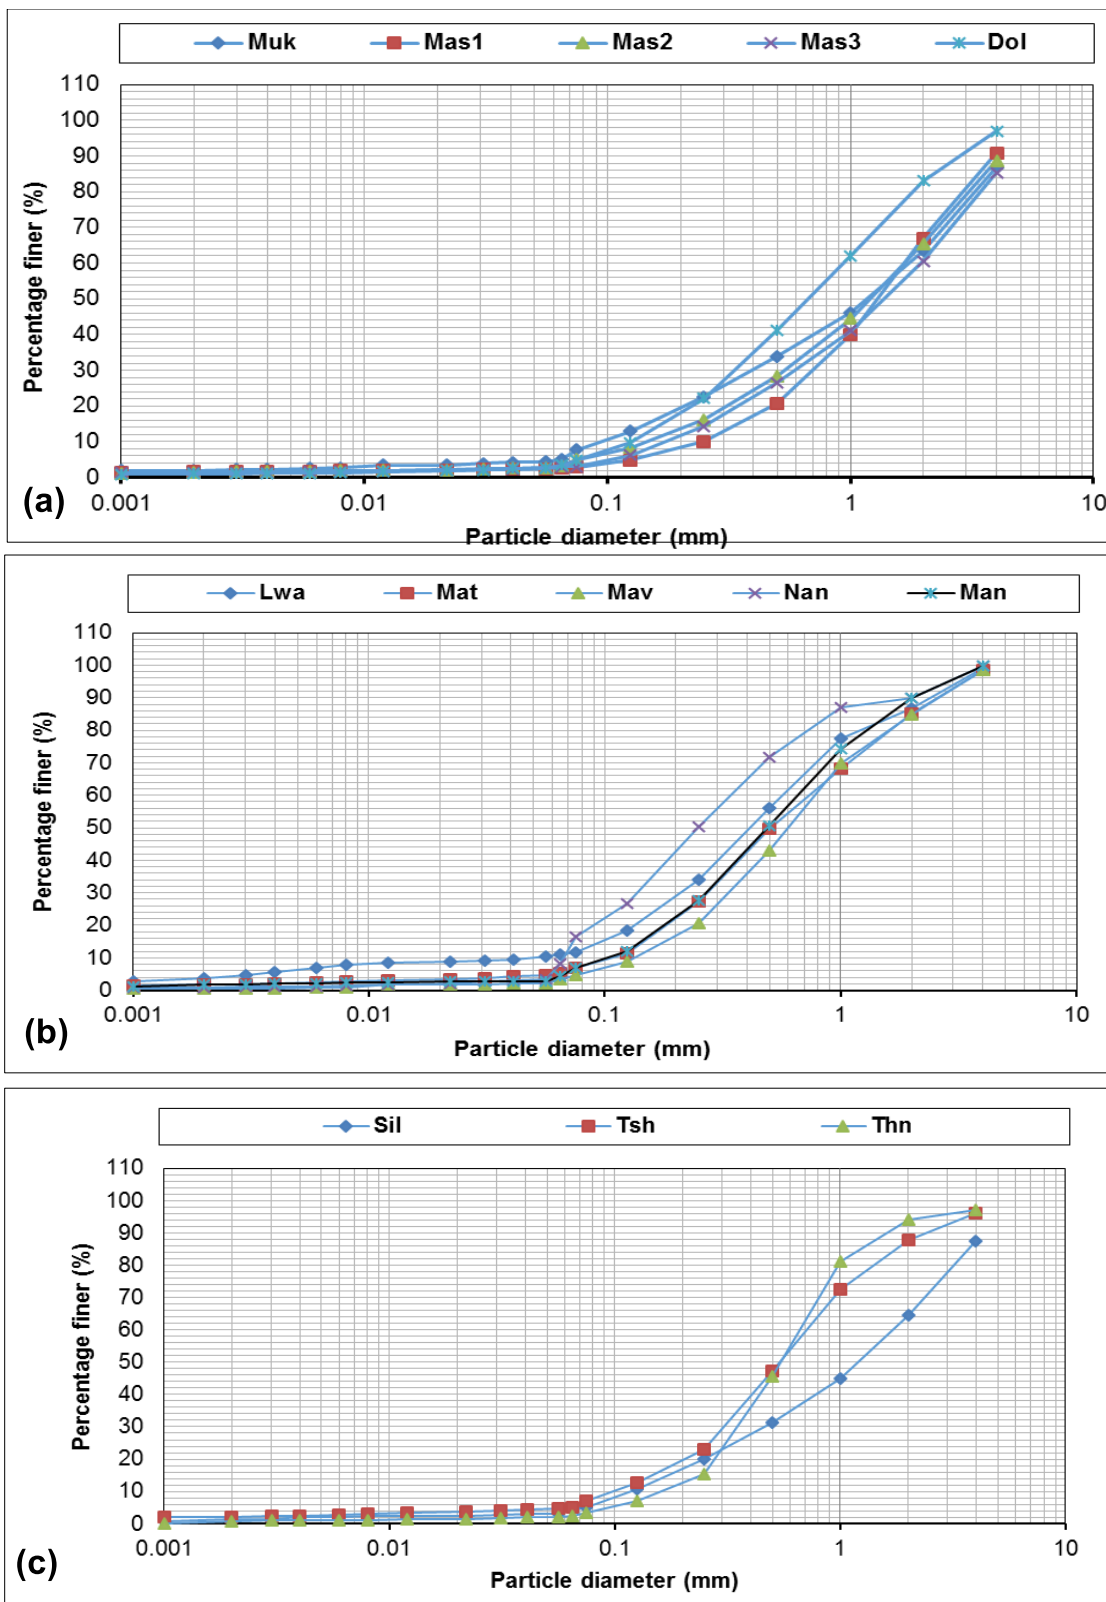 Muk Mas1 Mas2 Mas3 Dol
110
100
90
80
70
60
50
40
30
20
10
0
Percentage finer (%)
0.001 0.01 0.1 1 10
Particle diameter (mm)
(a)
Lwa Mat Mav Nan Man
110
100
90
80
70
60
50
40
30
20
10
0
Percentage finer (%)
0.001 0.01 0.1 1 10
Particle diameter (mm)
(b)
Sil Tsh Thn
110
100
90
80
70
60
50
40
30
20
10
0
Percentage finer (%)
0.001 0.01 0.1 1 10
Particle diameter (mm)
(c)